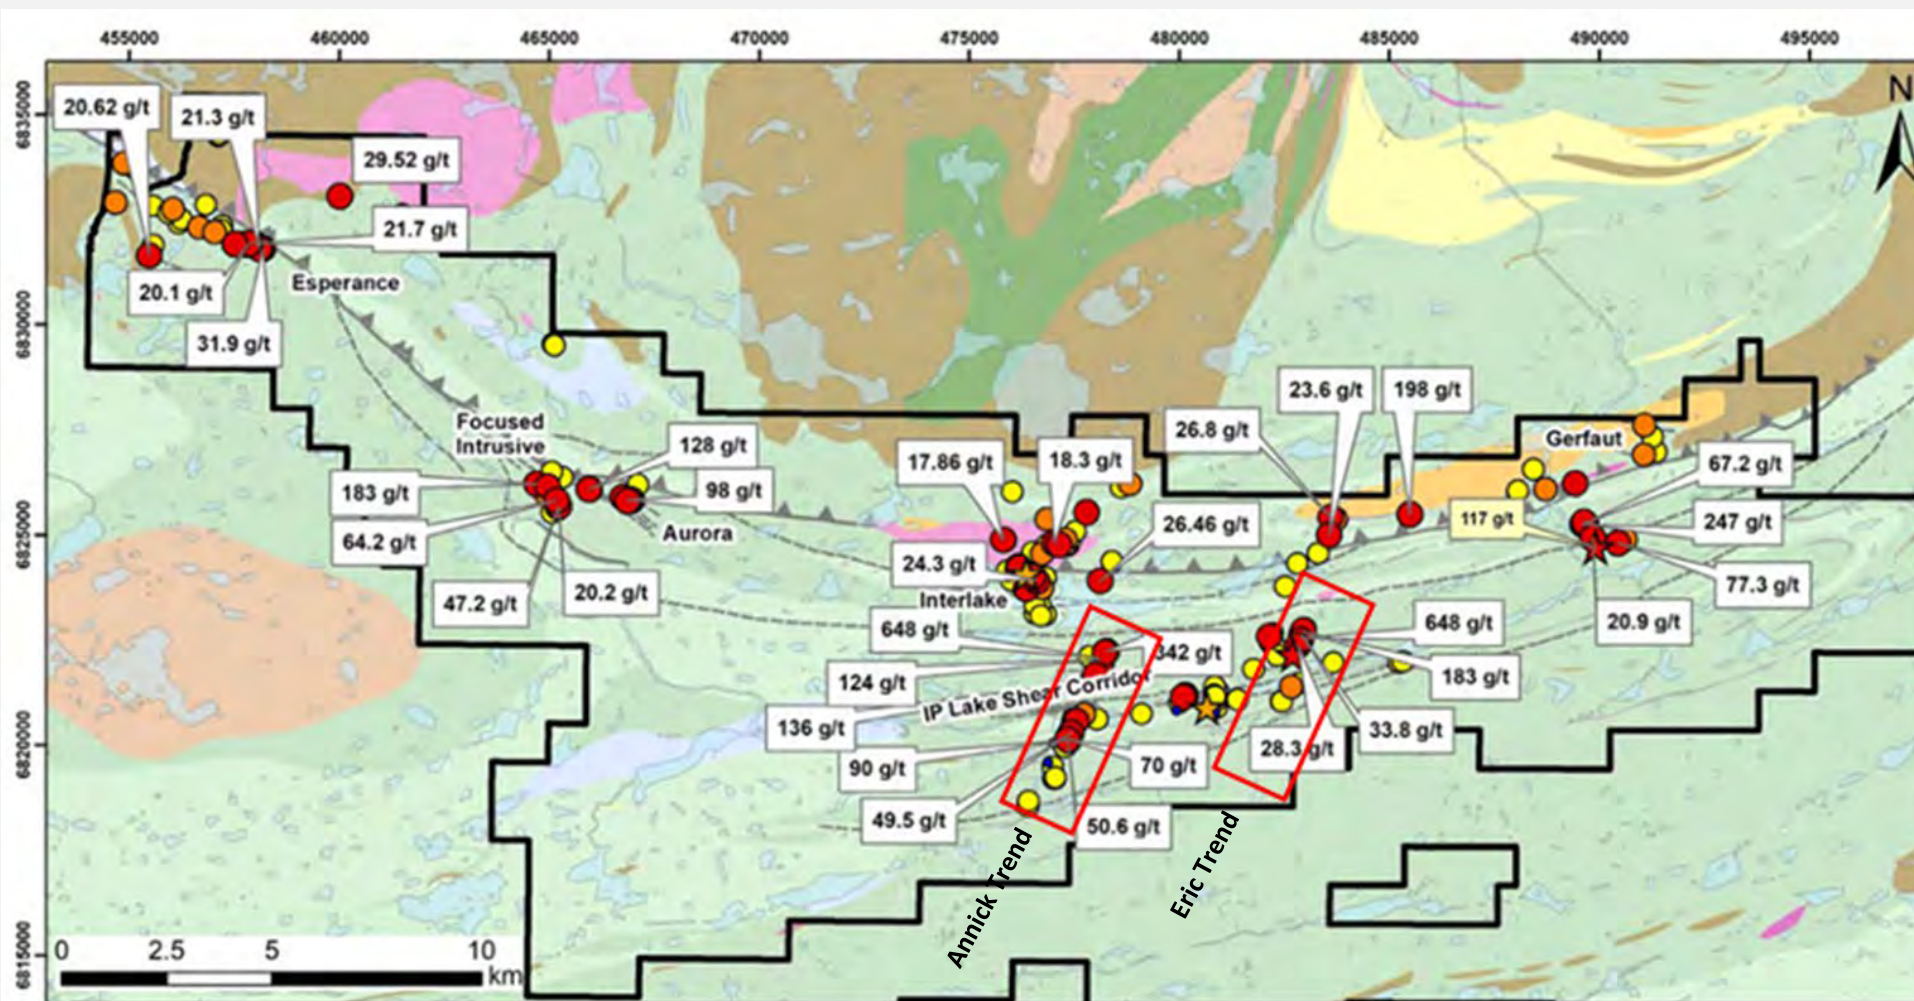 455000 460000 465000 470000 475000 480000 485000 490000 495000
N
6835000
6830000
6825000
6820000
6815000
20.62 g/t
21.3 g/t
29.52 g/t
21.7 g/t
20.1 g/t
Esperance
31.9 g/t
Focused
Intrusive
128 g/t
183 g/t
98 g/t
64.2 g/t
Aurora
47.2 g/t
20.2 g/t
17.86 g/t
18.3 g/t
26.46 g/t
24.3 g/t
Interlake
23.6 g/t
198 g/t
26.8 g/t
Gerfaut
67.2 g/t
117 g/t
247 g/t
77.3 g/t
20.9 g/t
648 g/t
342 g/t
124 g/t
IP Lake Shear Corridor
136 g/t
90 g/t
70 g/t
49.5 g/t
50.6 g/t
648 g/t
183 g/t
33.8 g/t
28.3 g/t
Annick Trend
Eric Trend
0 2.5 5 10
km